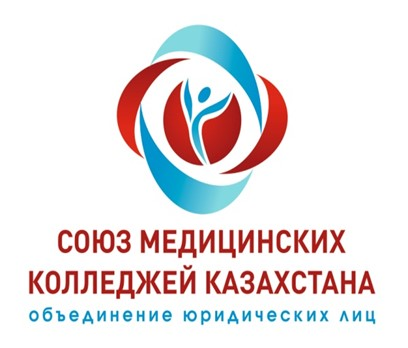 СОЮЗ МЕДИЦИНСКИХ
КОЛЛЕДЖЕЙ КАЗАХСТАНА
объединение юридических лиц